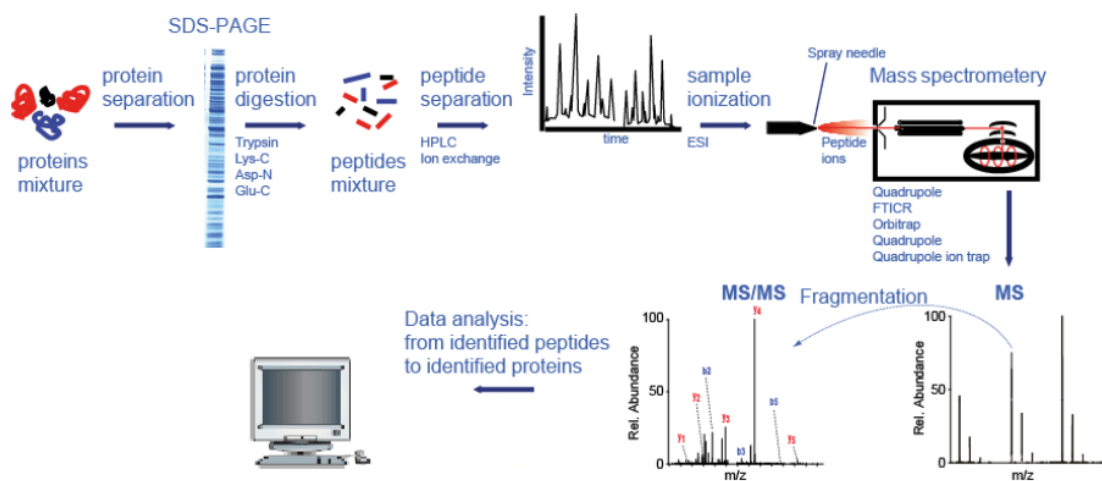 SDS-PAGE
protein
separation
proteins
mixture
protein
digestion
Trypsin
Lys-C
Asp-N
Glu-C
peptides
mixture
peptide
separation
HPLC
Ion exchange
Intensity
time
sample
ionization
ESI
Spray needle
Peptide
ions
Mass spectrometery
Quadrupole
FTICR
Orbitrap
Quadrupole
Quadrupole ion trap
MS
100
50
0
Rel. Abundance
m/z
Fragmentation
MS/MS
100
50
0
Rel. Abundance
m/z
y1
y2
b2
y3
b3
y4
b5
y5
Data analysis:
from identified peptides
to identified proteins